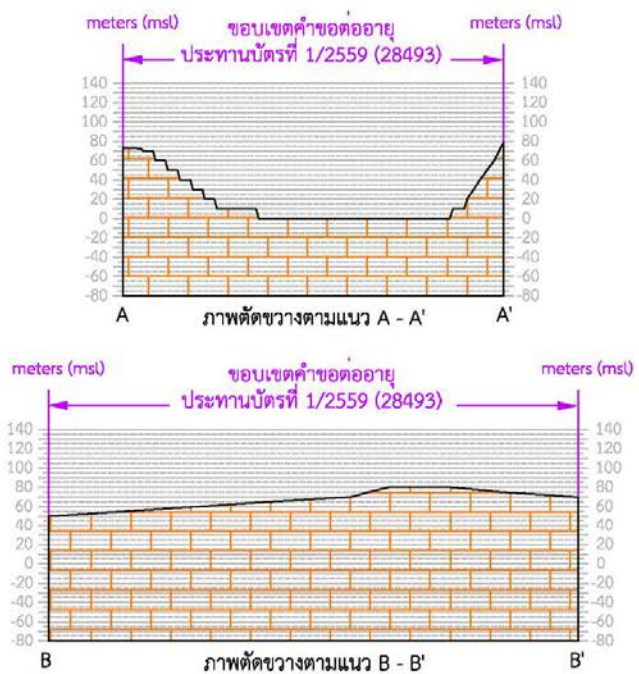 meters (msl)
ขอบเขตคำขอต่ออายุ
ประทานบัตรที่ 1/2559 (28493)
meters (msl)
140 140
120 120
100 100
80 80
60 60
40 40
20 20
0 0
-20 -20
-40 -40
-60 -60
-80 -80
A A'
ภาพตัดขวางตามแนว A - A'
meters (msl)
ขอบเขตคำขอต่ออายุ
ประทานบัตรที่ 1/2559 (28493)
meters (msl)
140 140
120 120
100 100
80 80
60 60
40 40
20 20
0 0
-20 -20
-40 -40
-60 -60
-80 -80
B B'
ภาพตัดขวางตามแนว B - B'